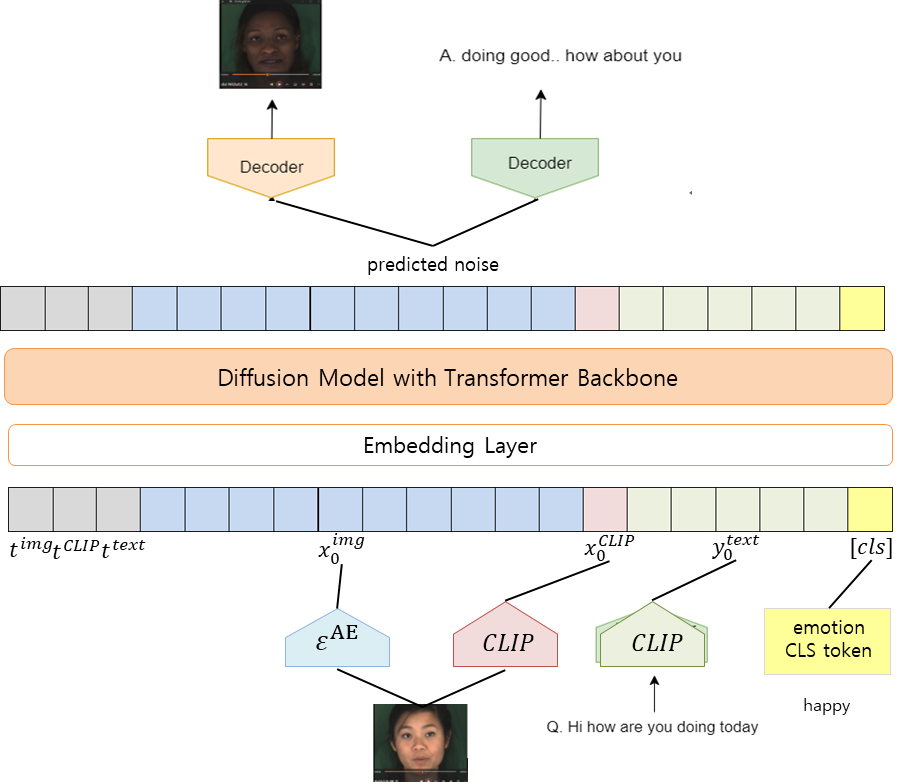 A. doing good.. how about you
Decoder
Decoder
predicted noise
Diffusion Model with Transformer Backbone
Embedding Layer
t^img t^CLIP t^text
x_0^img
x_0^CLIP
y_0^text
[cls]
ℰ^AE
CLIP
CLIP
emotion
CLS token
happy
Q. Hi how are you doing today